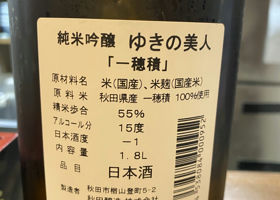 純米吟醸 ゆきの美人
「一穂積」
原材料名 米(国産)、米麹(国産米)
原料米 秋田県産 一穂積 100%使用
精米歩合 55%
アルコール分 15度
日本酒度 −1
内容量 1.8L
品目 日本酒
製造者 秋田市楢山登町5-2
秋田醸造